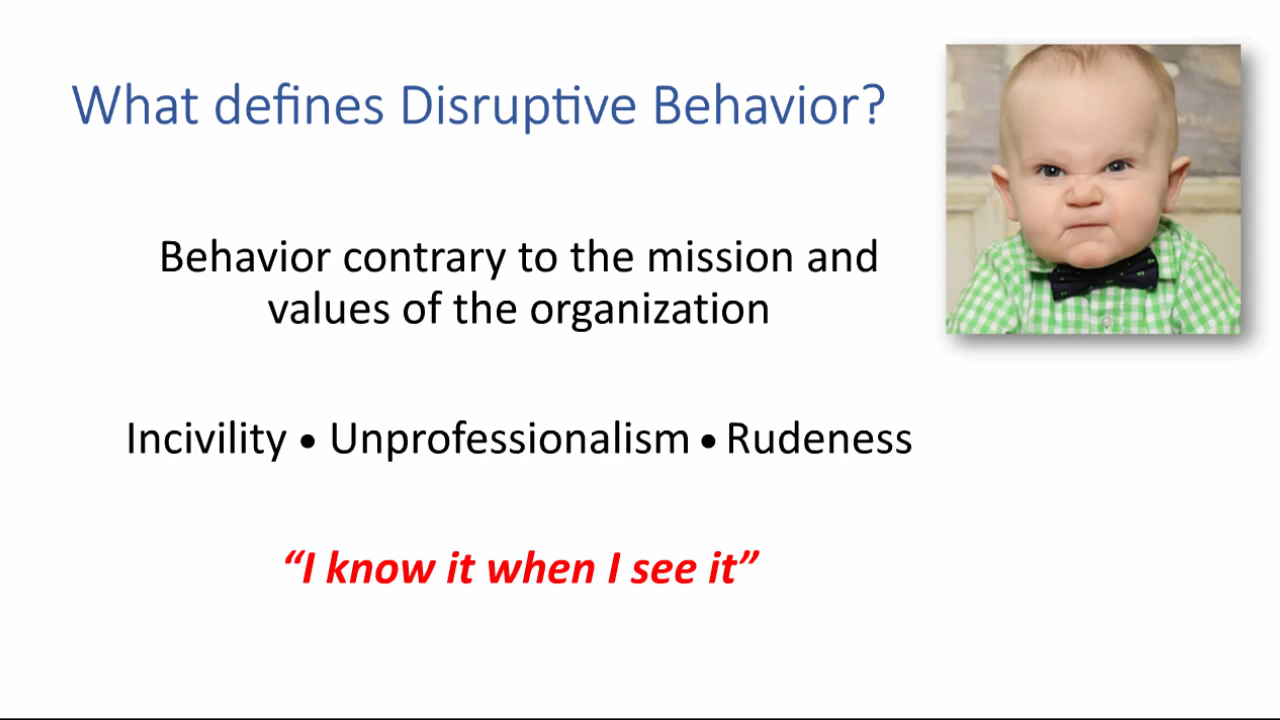 What defines Disruptive Behavior?
Behavior contrary to the mission and
values of the organization
Incivility • Unprofessionalism • Rudeness
“I know it when I see it”